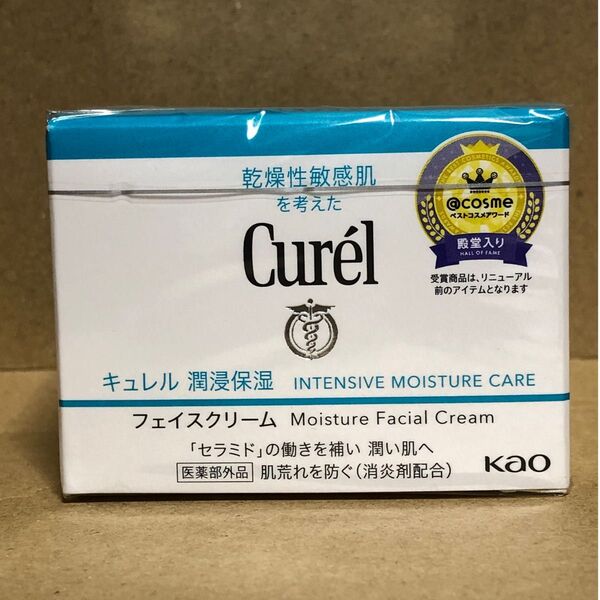 乾燥性敏感肌
を考えた
Curél
@cosme
ベストコスメアワード
殿堂入り
HALL OF FAME
受賞商品は、リニューアル
前のアイテムとなります
キュレル 潤浸保湿 INTENSIVE MOISTURE CARE
フェイスクリーム Moisture Facial Cream
「セラミド」の働きを補い 潤い肌へ
医薬部外品 肌荒れを防ぐ(消炎剤配合)
Kao